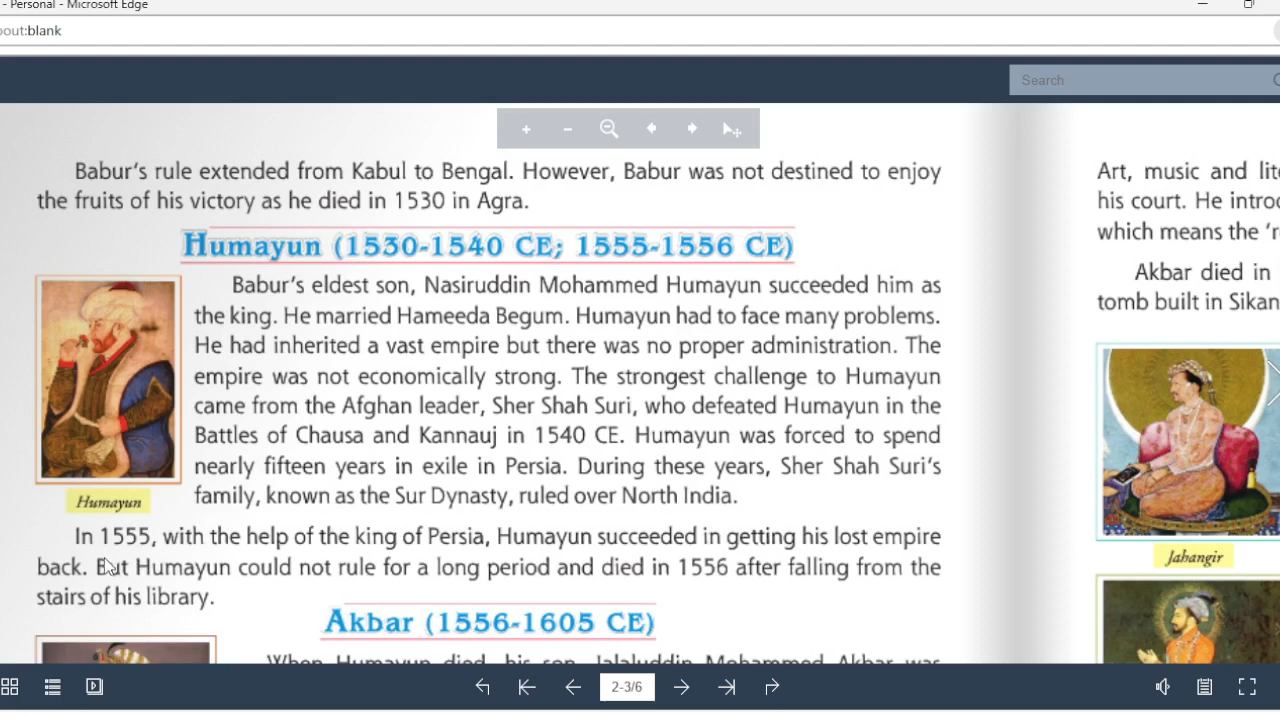 - Personal - Microsoft Edge
out:blank
Search
Babur's rule extended from Kabul to Bengal. However, Babur was not destined to enjoy
the fruits of his victory as he died in 1530 in Agra.
Humayun (1530-1540 CE; 1555-1556 CE)
Babur's eldest son, Nasiruddin Mohammed Humayun succeeded him as
the king. He married Hameeda Begum. Humayun had to face many problems.
He had inherited a vast empire but there was no proper administration. The
empire was not economically strong. The strongest challenge to Humayun
came from the Afghan leader, Sher Shah Suri, who defeated Humayun in the
Battles of Chausa and Kannauj in 1540 CE. Humayun was forced to spend
nearly fifteen years in exile in Persia. During these years, Sher Shah Suri's
family, known as the Sur Dynasty, ruled over North India.
Humayun
In 1555, with the help of the king of Persia, Humayun succeeded in getting his lost empire
back. But Humayun could not rule for a long period and died in 1556 after falling from the
stairs of his library.
Akbar (1556-1605 CE)
When Humayun died, his son, Jalaluddin Mohammed Akbar was
Art, music and lite
his court. He introd
which means the 'r
Akbar died in
tomb built in Sikan
Jahangir
2-3/6